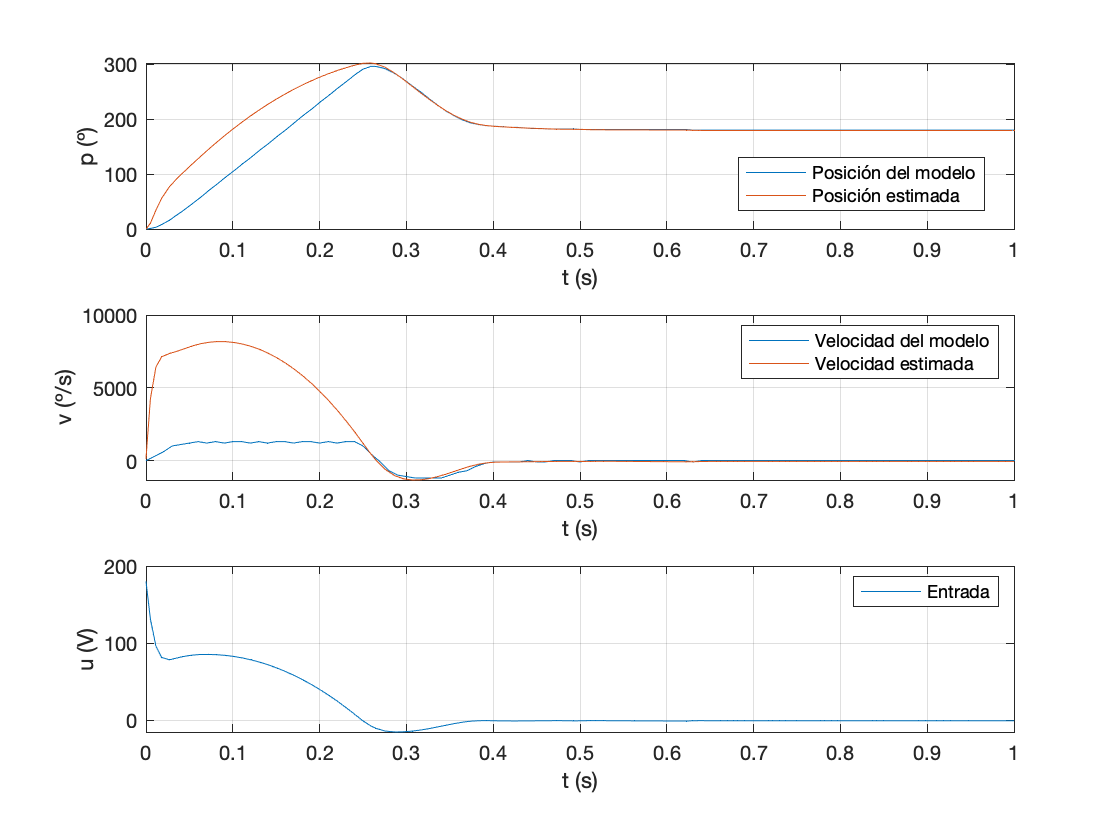 300
200
100
0
p (º)
Posición del modelo
Posición estimada
0 0.1 0.2 0.3 0.4 0.5 0.6 0.7 0.8 0.9 1
t (s)
10000
5000
0
v (º/s)
Velocidad del modelo
Velocidad estimada
0 0.1 0.2 0.3 0.4 0.5 0.6 0.7 0.8 0.9 1
t (s)
200
100
0
u (V)
Entrada
0 0.1 0.2 0.3 0.4 0.5 0.6 0.7 0.8 0.9 1
t (s)